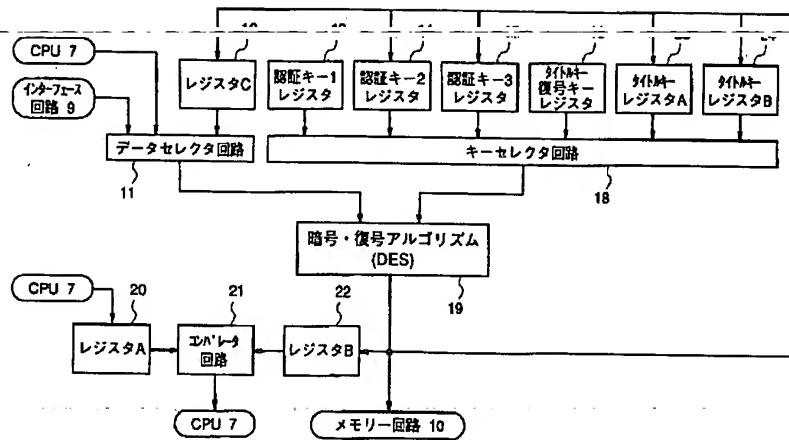 CPU 7
インターフェース
回路 9
レジスタC
認証キー1
レジスタ
認証キー2
レジスタ
認証キー3
レジスタ
タイトルキー
復号キー
レジスタ
タイトルキー
レジスタA
タイトルキー
レジスタB
データセレクタ回路
キーセレクタ回路
11
18
暗号・復号アルゴリズム
(DES)
19
CPU 7
20
21
22
レジスタA
コンパレータ
回路
レジスタB
CPU 7
メモリー回路 10